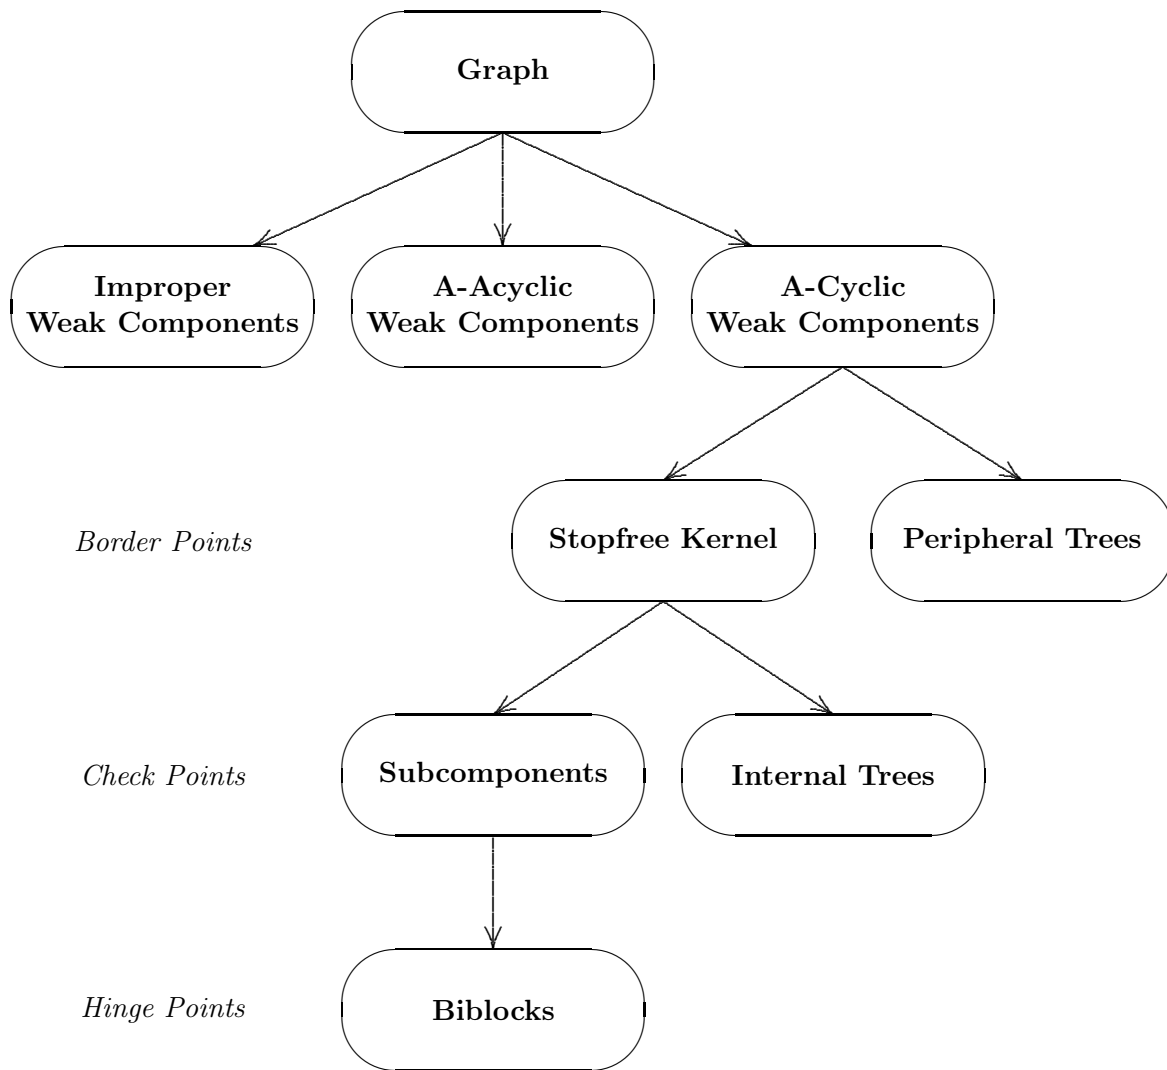 Graph
Improper
Weak Components
A-Acyclic
Weak Components
A-Cyclic
Weak Components
Border Points
Stopfree Kernel
Peripheral Trees
Check Points
Subcomponents
Internal Trees
Hinge Points
Biblocks